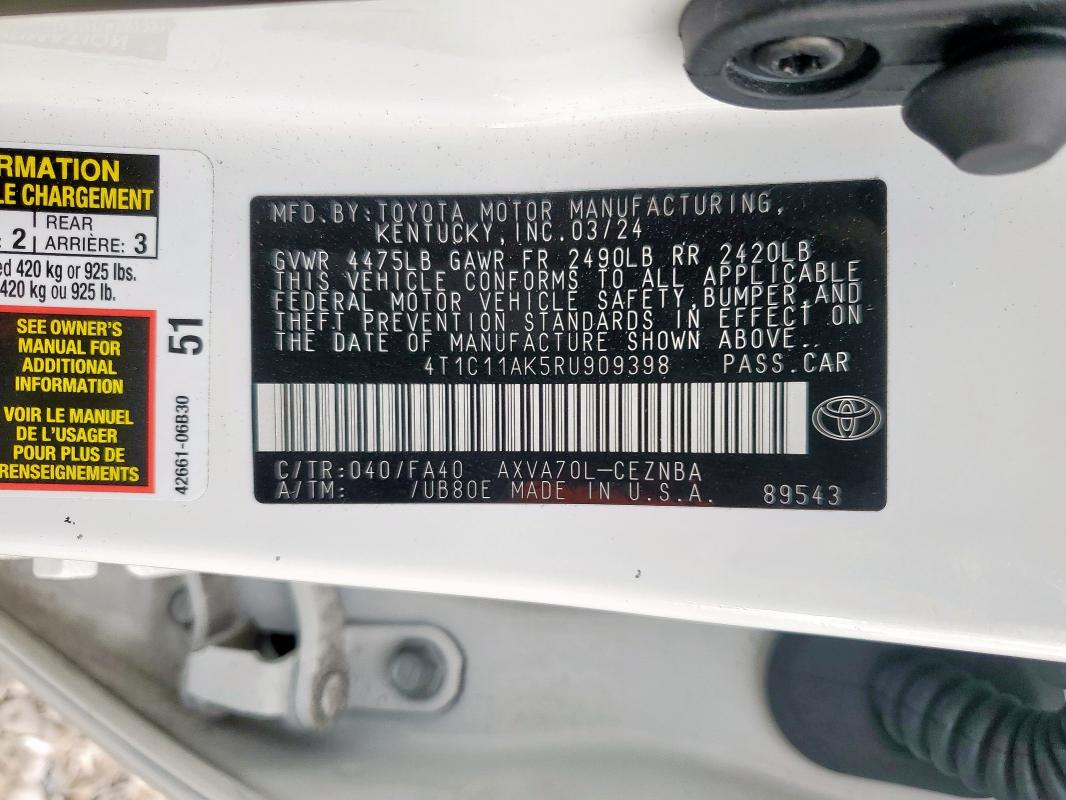 RMATION
LE CHARGEMENT
: 2 | REAR
ARRIÈRE: 3
ed 420 kg or 925 lbs.
420 kg ou 925 lb.
SEE OWNER'S
MANUAL FOR
ADDITIONAL
INFORMATION
VOIR LE MANUEL
DE L'USAGER
POUR PLUS DE
RENSEIGNEMENTS
51
42661-06B30
MFD. BY: TOYOTA MOTOR MANUFACTURING,
KENTUCKY, INC. 03/24
GVWR 4475LB GAWR FR 2490LB RR 2420LB
THIS VEHICLE CONFORMS TO ALL APPLICABLE
FEDERAL MOTOR VEHICLE SAFETY, BUMPER, AND
THEFT PREVENTION STANDARDS IN EFFECT ON
THE DATE OF MANUFACTURE SHOWN ABOVE..
4T1C11AK5RU909398 PASS. CAR
C/TR: 040/FA40 AXVA70L-CEZNBA
A/TM: /UB80E MADE IN U.S.A. 89543